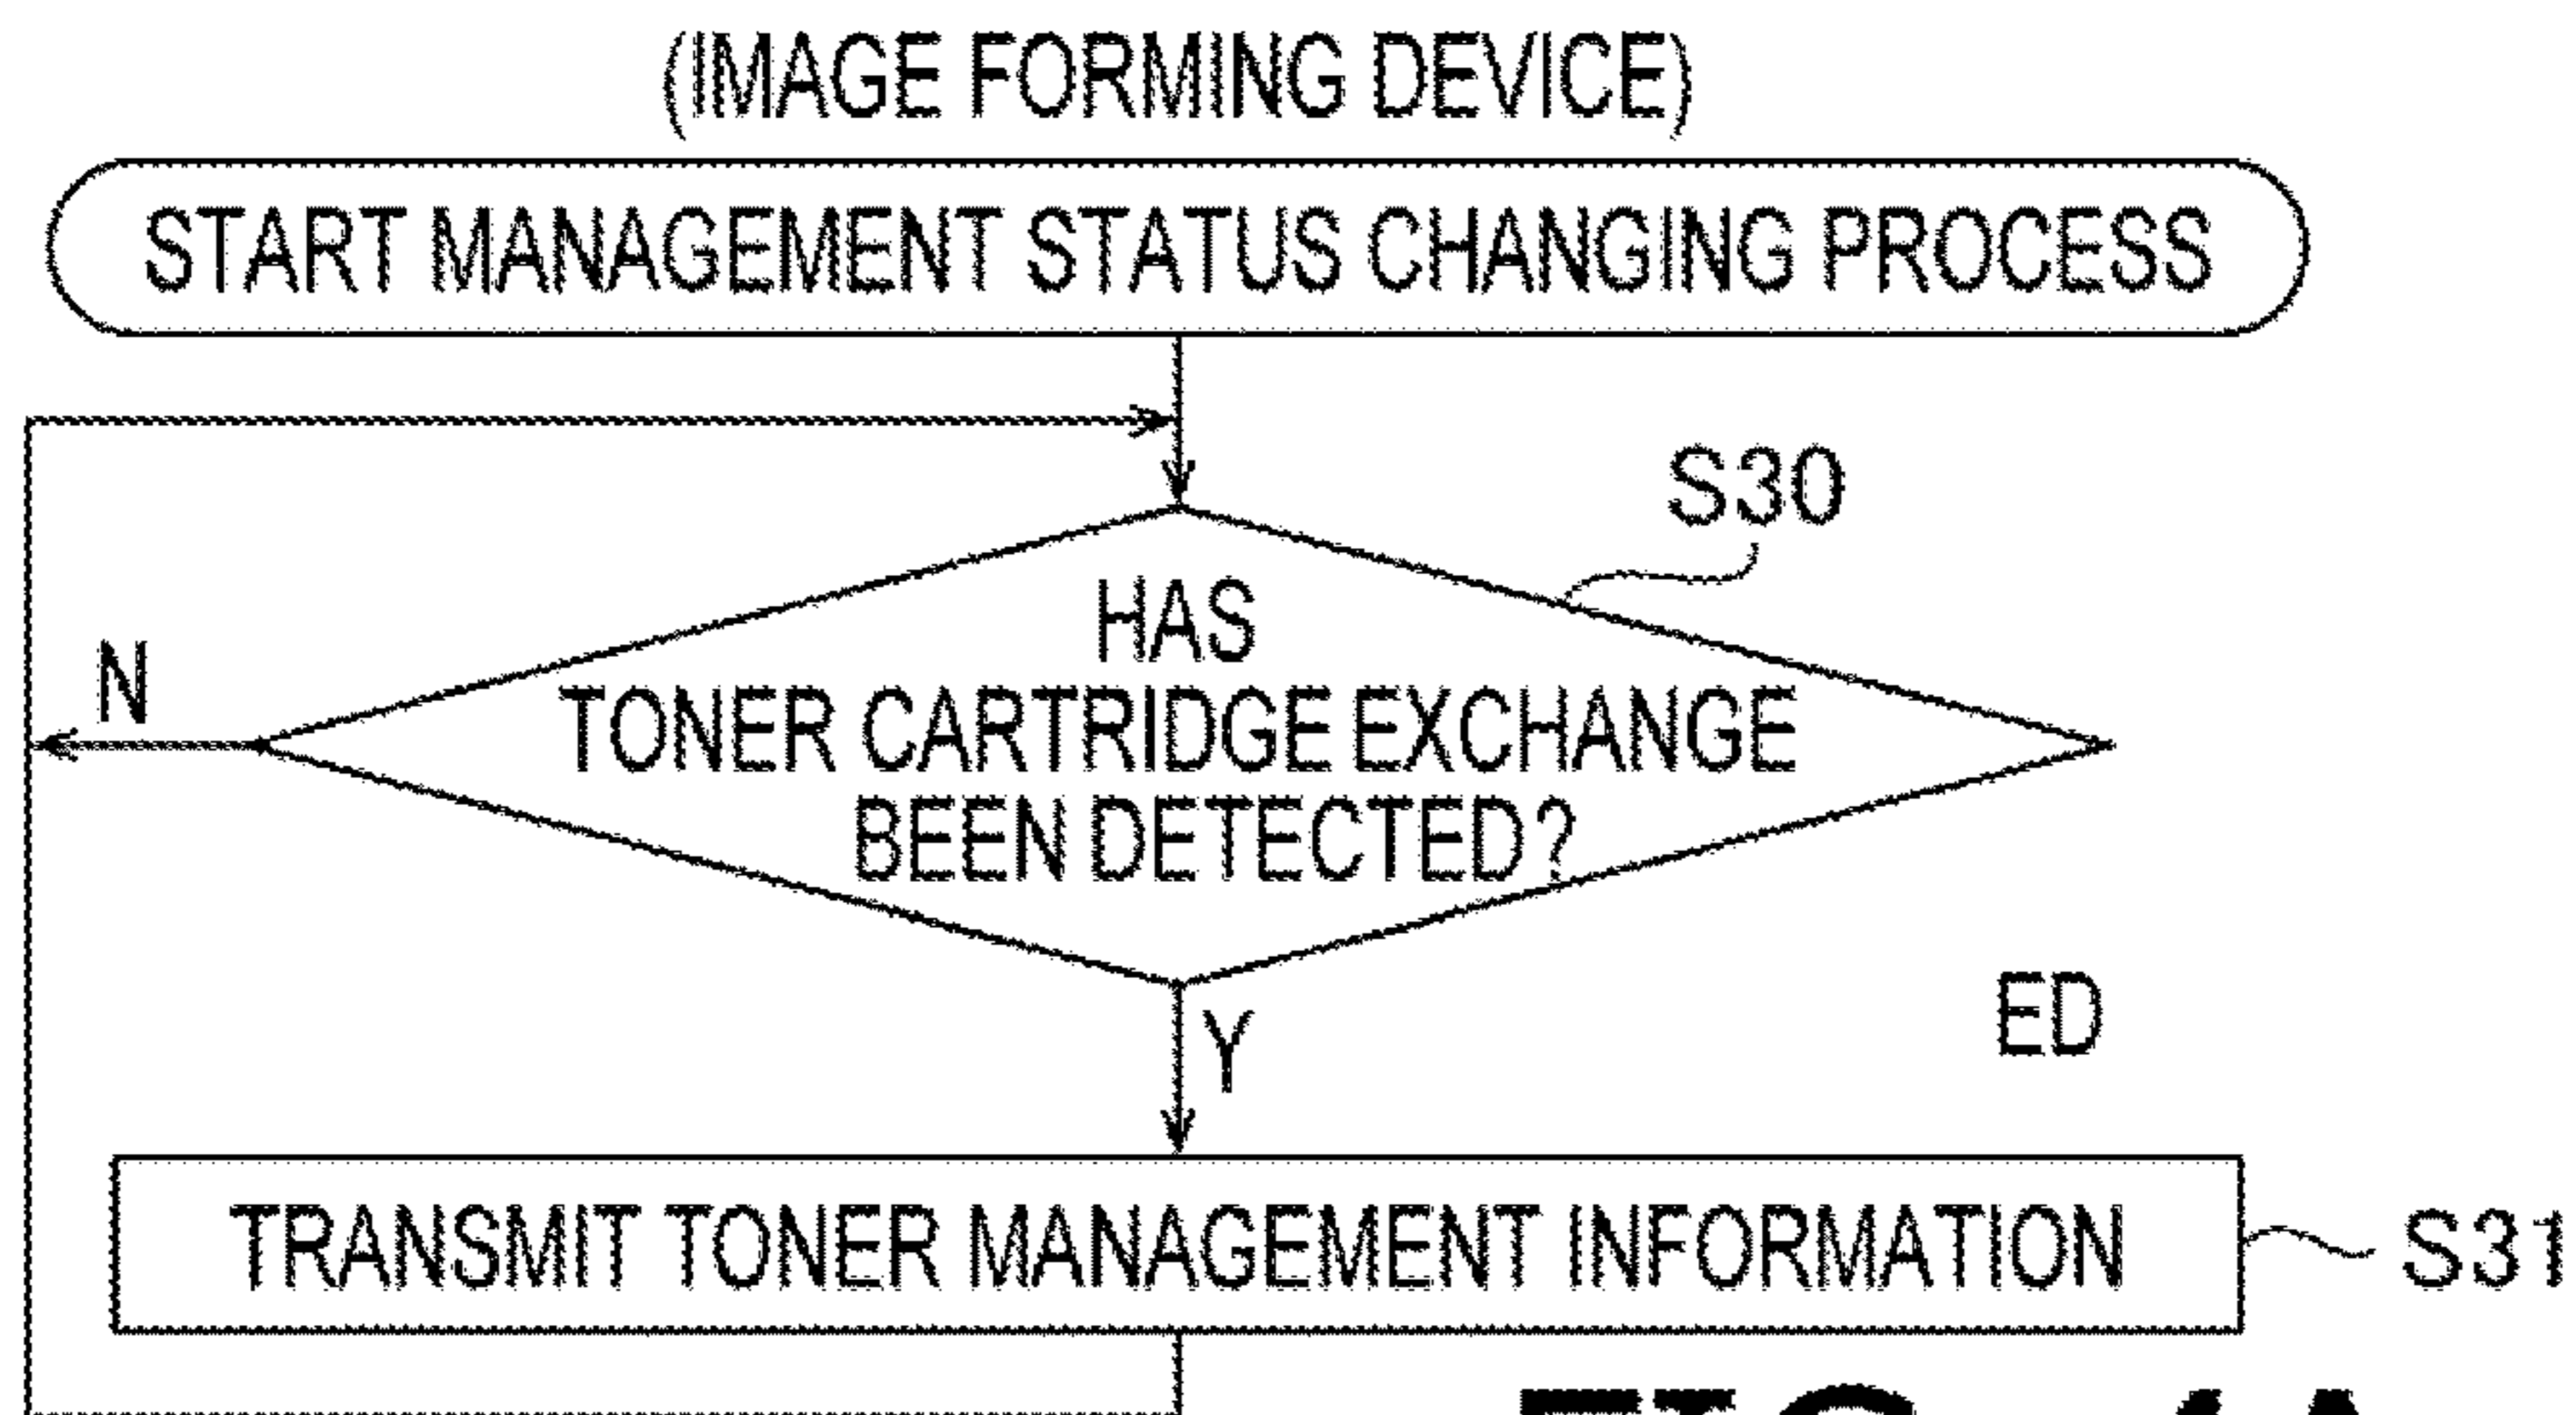 (IMAGE FORMING DEVICE)
START MANAGEMENT STATUS CHANGING PROCESS
S30
HAS
N
TONER CARTRIDGE EXCHANGE
BEEN DETECTED?
ED
Y
TRANSMIT TONER MANAGEMENT INFORMATION
S31